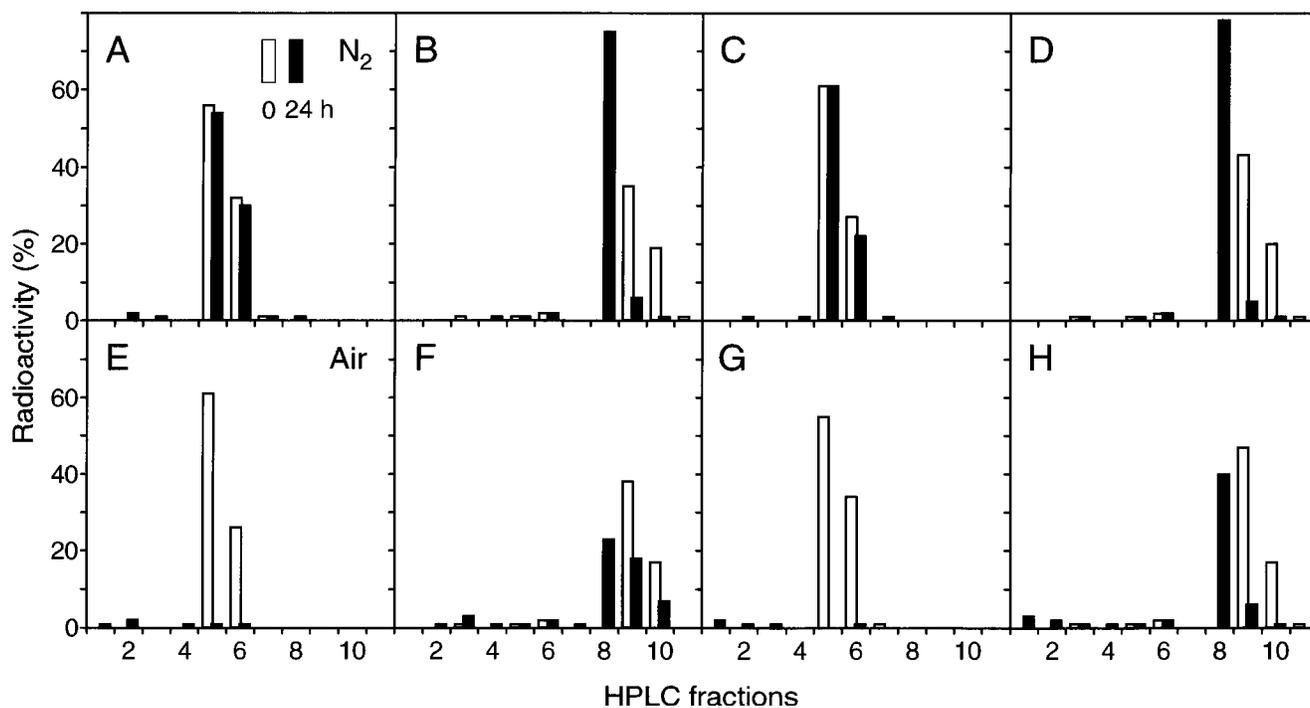 A N₂ B C D
0 24 h
60
40
20
0
E Air F G H
60
40
20
0
2 4 6 8 10 2 4 6 8 10 2 4 6 8 10 2 4 6 8 10
Radioactivity (%)
HPLC fractions